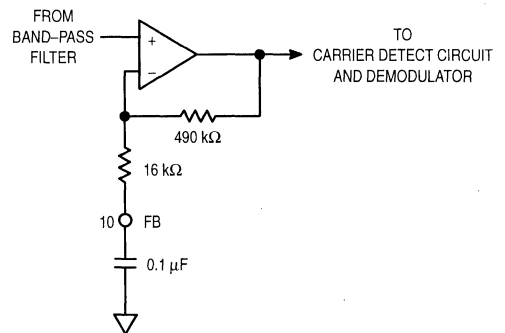 FROM
BAND–PASS
FILTER
+
−
TO
CARRIER DETECT CIRCUIT
AND DEMODULATOR
490 kΩ
16 kΩ
10 FB
0.1 µF